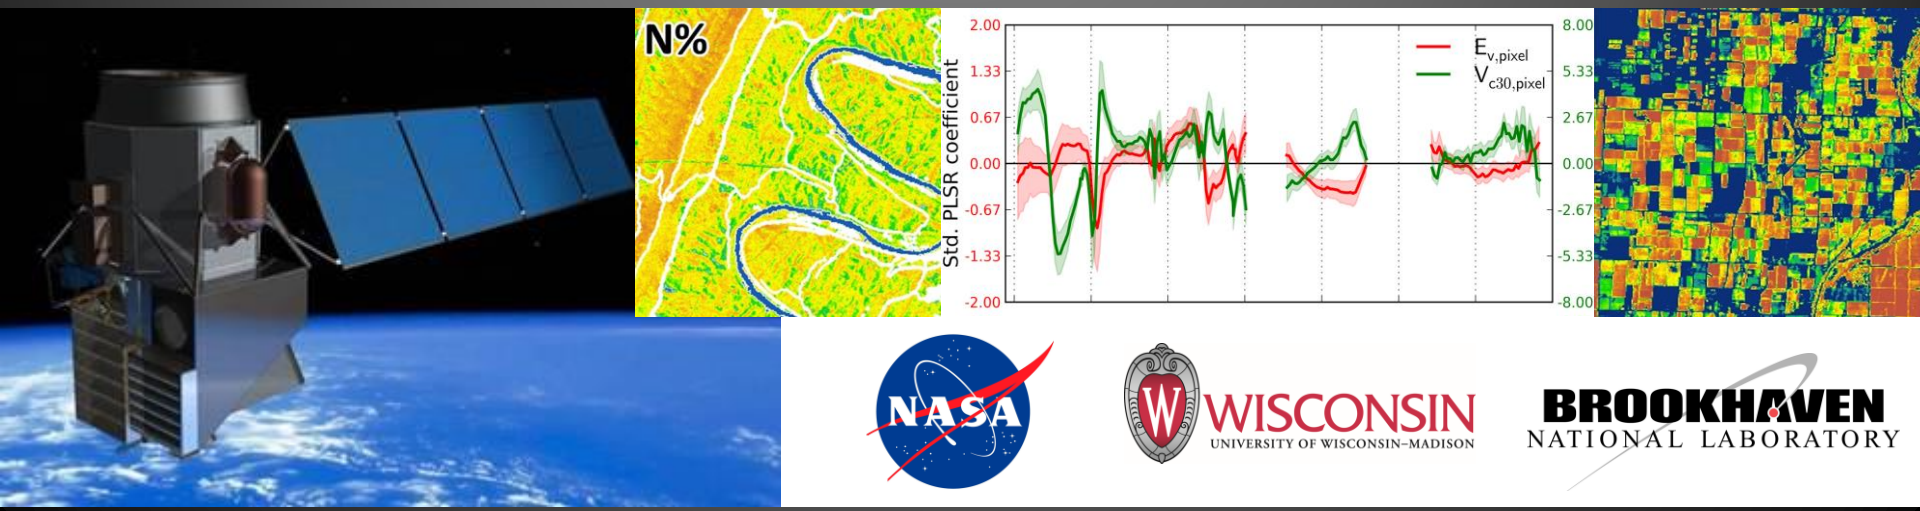 N%
Std. PLSR coefficient
2.00
1.33
0.67
0.00
-0.67
-1.33
-2.00
E v,pixel
V c30,pixel
8.00
5.33
2.67
0.00
-2.67
-5.33
-8.00
NASA
W WISCONSIN
UNIVERSITY OF WISCONSIN–MADISON
BROOKHAVEN
NATIONAL LABORATORY